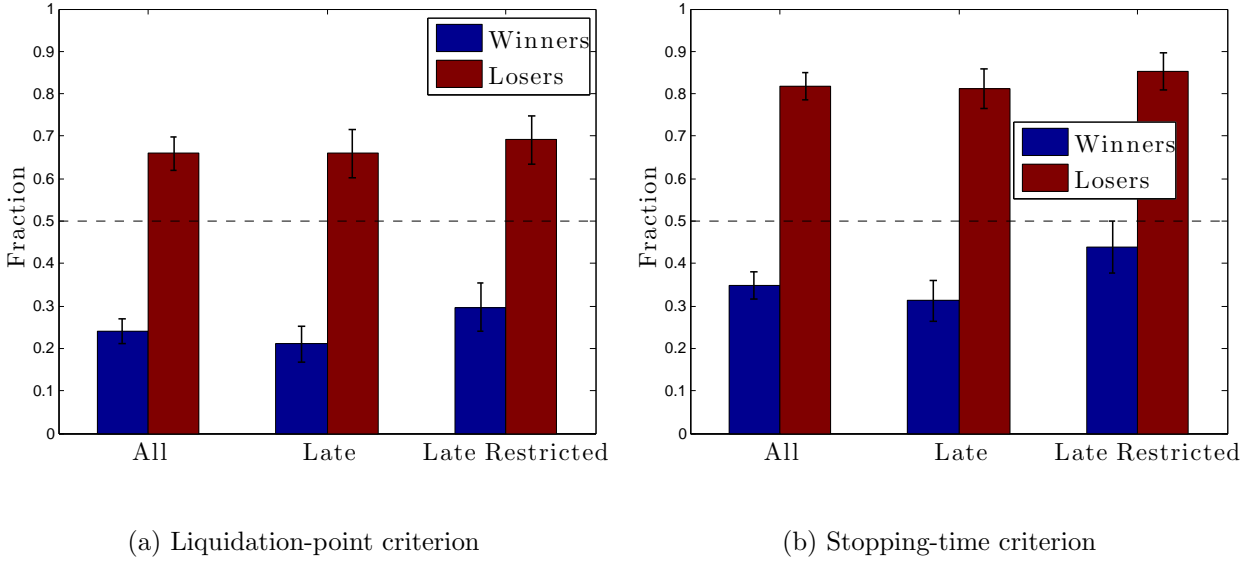 1
0.9
0.8
0.7
0.6
0.5
0.4
0.3
0.2
0.1
0
Fraction
Winners
Losers
All Late Late Restricted
(a) Liquidation-point criterion
1
0.9
0.8
0.7
0.6
0.5
0.4
0.3
0.2
0.1
0
Fraction
Winners
Losers
All Late Late Restricted
(b) Stopping-time criterion